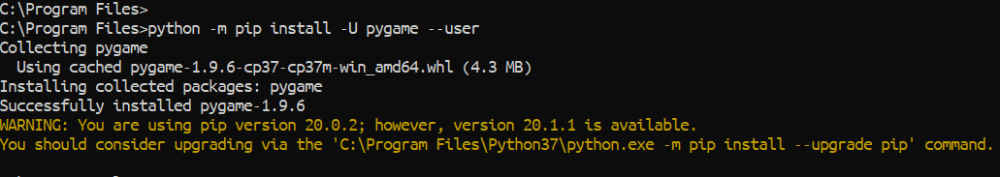 C:\Program Files>
C:\Program Files>python -m pip install -U pygame --user
Collecting pygame
  Using cached pygame-1.9.6-cp37-cp37m-win_amd64.whl (4.3 MB)
Installing collected packages: pygame
Successfully installed pygame-1.9.6
WARNING: You are using pip version 20.0.2; however, version 20.1.1 is available.
You should consider upgrading via the 'C:\Program Files\Python37\python.exe -m pip install --upgrade pip' command.